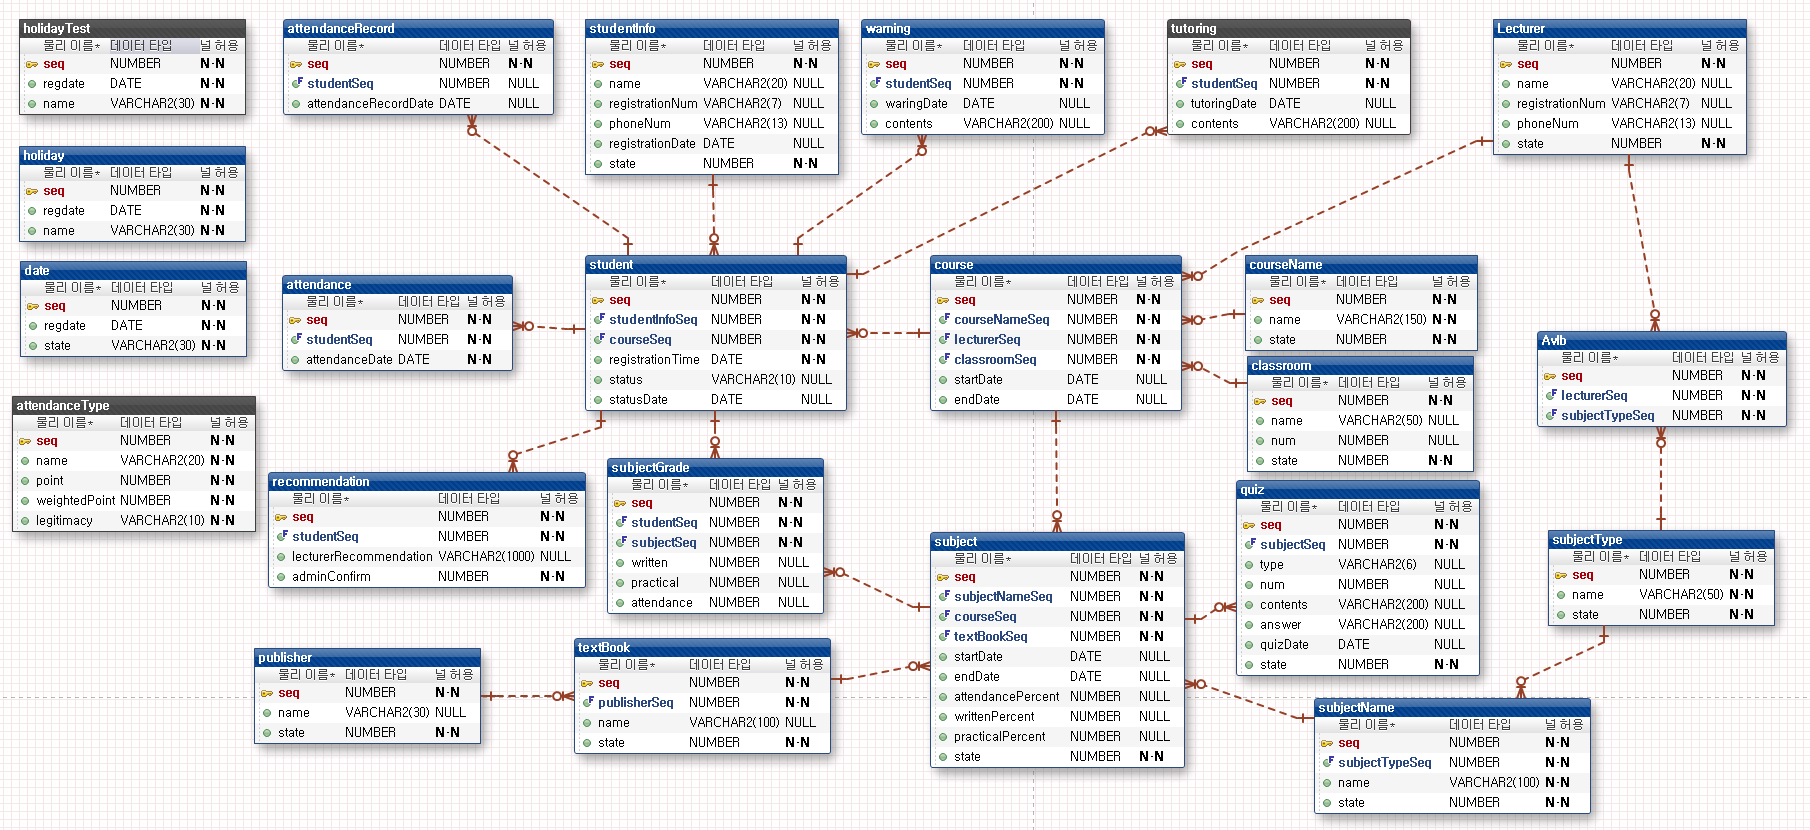 holidayTest
물리 이름* 데이터 타입 널 허용
seq NUMBER N-N
regdate DATE N-N
name VARCHAR2(30) N-N
attendanceRecord
물리 이름* 데이터 타입 널 허용
seq NUMBER N-N
studentSeq NUMBER NULL
attendanceRecordDate DATE NULL
studentInfo
물리 이름* 데이터 타입 널 허용
seq NUMBER N-N
name VARCHAR2(20) NULL
registrationNum VARCHAR2(7) NULL
phoneNum VARCHAR2(13) NULL
registrationDate DATE NULL
state NUMBER N-N
warning
물리 이름* 데이터 타입 널 허용
seq NUMBER N-N
studentSeq NUMBER N-N
waringDate DATE NULL
contents VARCHAR2(200) NULL
tutoring
물리 이름* 데이터 타입 널 허용
seq NUMBER N-N
studentSeq NUMBER N-N
tutoringDate DATE NULL
contents VARCHAR2(200) NULL
Lecturer
물리 이름* 데이터 타입 널 허용
seq NUMBER N-N
name VARCHAR2(20) NULL
registrationNum VARCHAR2(7) NULL
phoneNum VARCHAR2(13) NULL
state NUMBER N-N
holiday
물리 이름* 데이터 타입 널 허용
seq NUMBER N-N
regdate DATE N-N
name VARCHAR2(30) N-N
date
물리 이름* 데이터 타입 널 허용
seq NUMBER N-N
regdate DATE N-N
state VARCHAR2(30) N-N
attendance
물리 이름* 데이터 타입 널 허용
seq NUMBER N-N
studentSeq NUMBER N-N
attendanceDate DATE N-N
student
물리 이름* 데이터 타입 널 허용
seq NUMBER N-N
studentInfoSeq NUMBER N-N
courseSeq NUMBER N-N
registrationTime DATE N-N
status VARCHAR2(10) NULL
statusDate DATE NULL
course
물리 이름* 데이터 타입 널 허용
seq NUMBER N-N
courseNameSeq NUMBER N-N
lecturerSeq NUMBER N-N
classroomSeq NUMBER N-N
startDate DATE NULL
endDate DATE NULL
courseName
물리 이름* 데이터 타입 널 허용
seq NUMBER N-N
name VARCHAR2(150) N-N
state NUMBER N-N
classroom
물리 이름* 데이터 타입 널 허용
seq NUMBER N-N
name VARCHAR2(50) NULL
num NUMBER NULL
state NUMBER N-N
Avlb
물리 이름* 데이터 타입 널 허용
seq NUMBER N-N
lecturerSeq NUMBER N-N
subjectTypeSeq NUMBER N-N
attendanceType
물리 이름* 데이터 타입 널 허용
seq NUMBER N-N
name VARCHAR2(20) N-N
point NUMBER N-N
weightedPoint NUMBER N-N
legitimacy VARCHAR2(10) N-N
recommendation
물리 이름* 데이터 타입 널 허용
seq NUMBER N-N
studentSeq NUMBER N-N
lecturerRecommendation VARCHAR2(1000) NULL
adminConfirm NUMBER N-N
subjectGrade
물리 이름* 데이터 타입 널 허용
seq NUMBER N-N
studentSeq NUMBER N-N
subjectSeq NUMBER N-N
written NUMBER NULL
practical NUMBER NULL
attendance NUMBER NULL
subject
물리 이름* 데이터 타입 널 허용
seq NUMBER N-N
subjectNameSeq NUMBER N-N
courseSeq NUMBER N-N
textBookSeq NUMBER N-N
startDate DATE NULL
endDate DATE NULL
attendancePercent NUMBER NULL
writtenPercent NUMBER NULL
practicalPercent NUMBER NULL
state NUMBER N-N
quiz
물리 이름* 데이터 타입 널 허용
seq NUMBER N-N
subjectSeq NUMBER N-N
type VARCHAR2(6) NULL
num NUMBER NULL
contents VARCHAR2(200) NULL
answer VARCHAR2(200) NULL
quizDate DATE NULL
state NUMBER N-N
subjectType
물리 이름* 데이터 타입 널 허용
seq NUMBER N-N
name VARCHAR2(50) N-N
state NUMBER N-N
publisher
물리 이름* 데이터 타입 널 허용
seq NUMBER N-N
name VARCHAR2(30) NULL
state NUMBER N-N
textBook
물리 이름* 데이터 타입 널 허용
seq NUMBER N-N
publisherSeq NUMBER N-N
name VARCHAR2(100) NULL
state NUMBER N-N
subjectName
물리 이름* 데이터 타입 널 허용
seq NUMBER N-N
subjectTypeSeq NUMBER N-N
name VARCHAR2(100) N-N
state NUMBER N-N